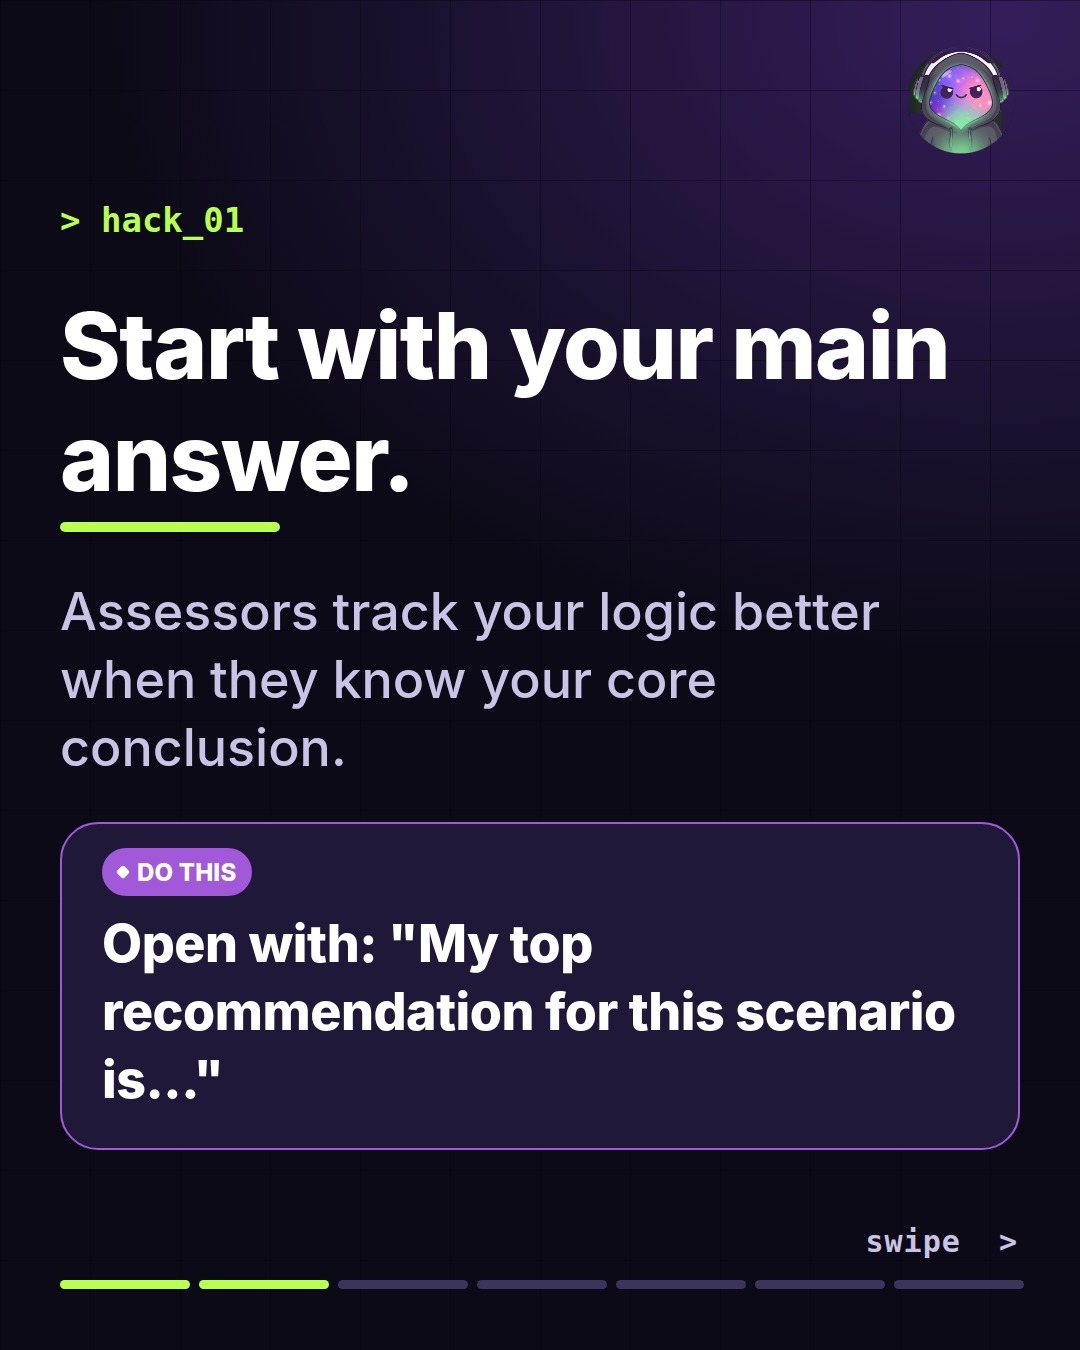 > hack_01
Start with your main
answer.
Assessors track your logic better
when they know your core
conclusion.
DO THIS
Open with: "My top
recommendation for this scenario
is..."
swipe >